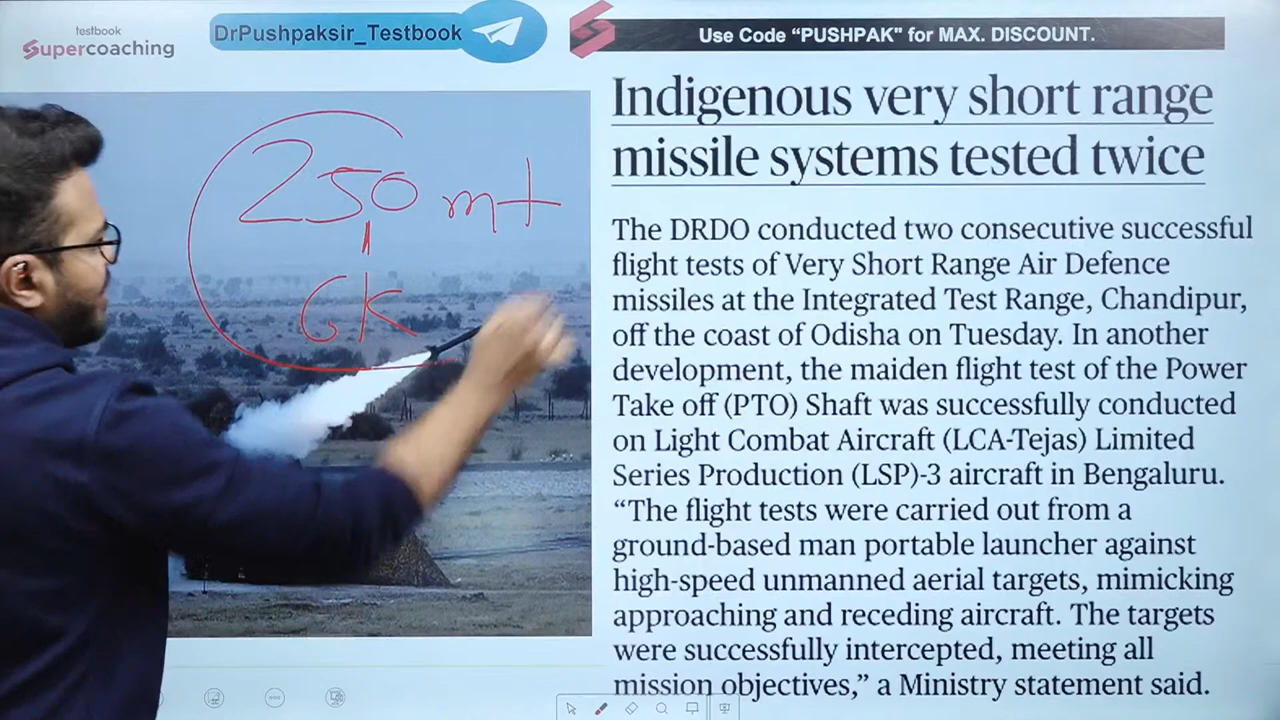 testbook
Supercoaching
DrPushpaksir_Testbook
Use Code “PUSHPAK" for MAX. DISCOUNT.
250 mt
6K
Indigenous very short range
missile systems tested twice
The DRDO conducted two consecutive successful
flight tests of Very Short Range Air Defence
missiles at the Integrated Test Range, Chandipur,
off the coast of Odisha on Tuesday. In another
development, the maiden flight test of the Power
Take off (PTO) Shaft was successfully conducted
on Light Combat Aircraft (LCA-Tejas) Limited
Series Production (LSP)-3 aircraft in Bengaluru.
“The flight tests were carried out from a
ground-based man portable launcher against
high-speed unmanned aerial targets, mimicking
approaching and receding aircraft. The targets
were successfully intercepted, meeting all
mission objectives,” a Ministry statement said.